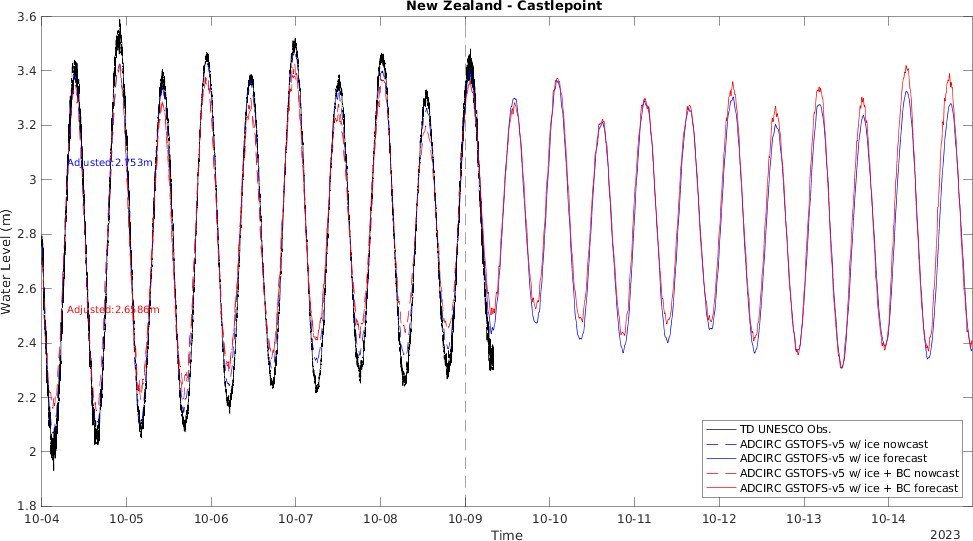 New Zealand - Castlepoint
Water Level (m)
3.6
3.4
3.2
3
2.8
2.6
2.4
2.2
2
1.8
Adjusted:2.753m
Adjusted:2.6586m
TD UNESCO Obs.
ADCIRC GSTOFS-v5 w/ ice nowcast
ADCIRC GSTOFS-v5 w/ ice forecast
ADCIRC GSTOFS-v5 w/ ice + BC nowcast
ADCIRC GSTOFS-v5 w/ ice + BC forecast
10-04 10-05 10-06 10-07 10-08 10-09 10-10 10-11 10-12 10-13 10-14
Time
2023